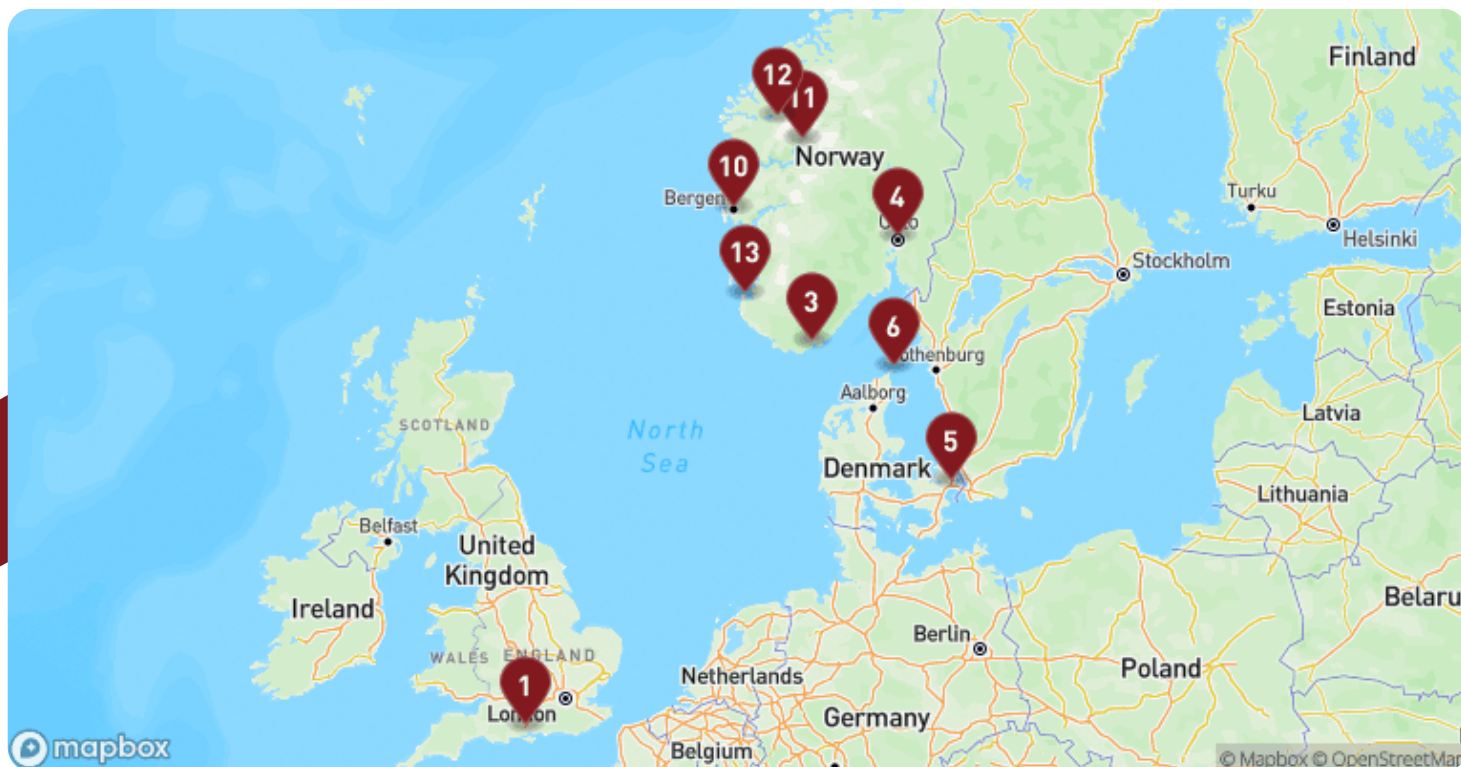 Finland
12
11
Norway
10
Bergen
4
Turku
Helsinki
13
Stockholm
3
Estonia
6
Aalborg
SCOTLAND
North
Sea
Latvia
5
Denmark
Lithuania
Belfast
United
Kingdom
Ireland
Belaru
Berlin
WALES
ENGLAND
Netherlands
Poland
1
London
Germany
Belgium
mapbox
© Mapbox © OpenStreetMap